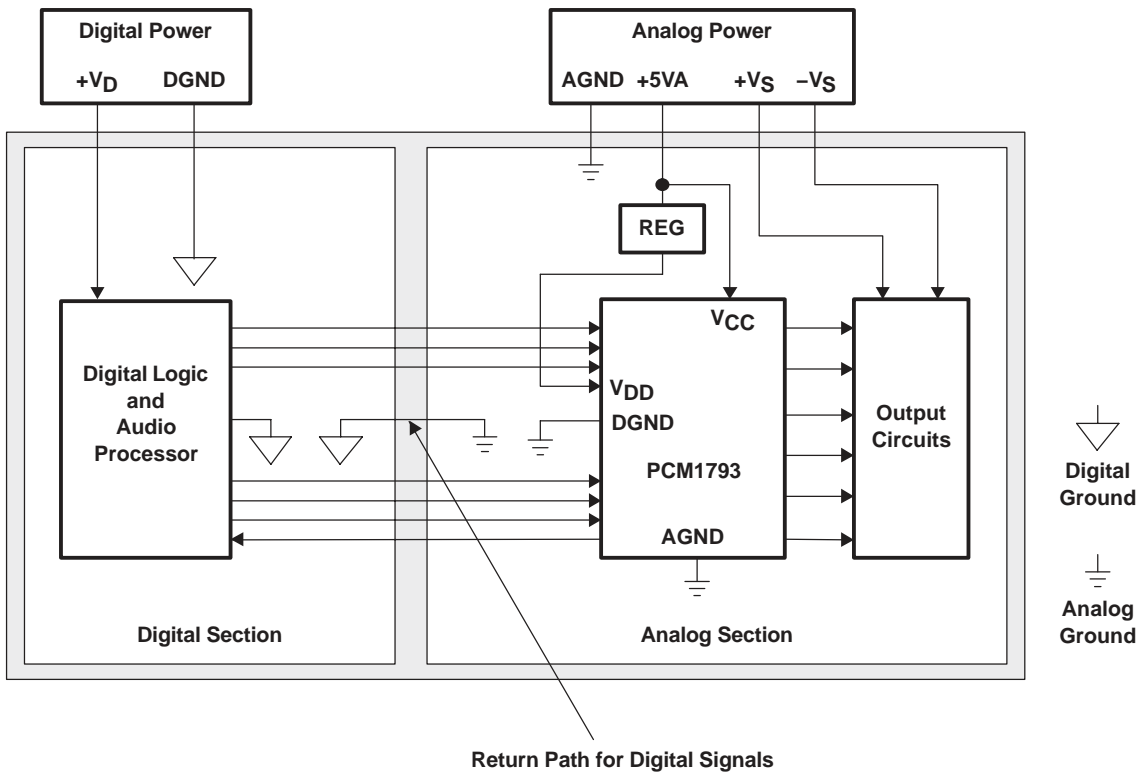 Digital Power
+VD DGND
Analog Power
AGND +5VA +VS –VS
REG
VCC
Digital Logic
and
Audio
Processor
VDD
DGND
PCM1793
AGND
Output
Circuits
Digital
Ground
Analog
Ground
Digital Section
Analog Section
Return Path for Digital Signals